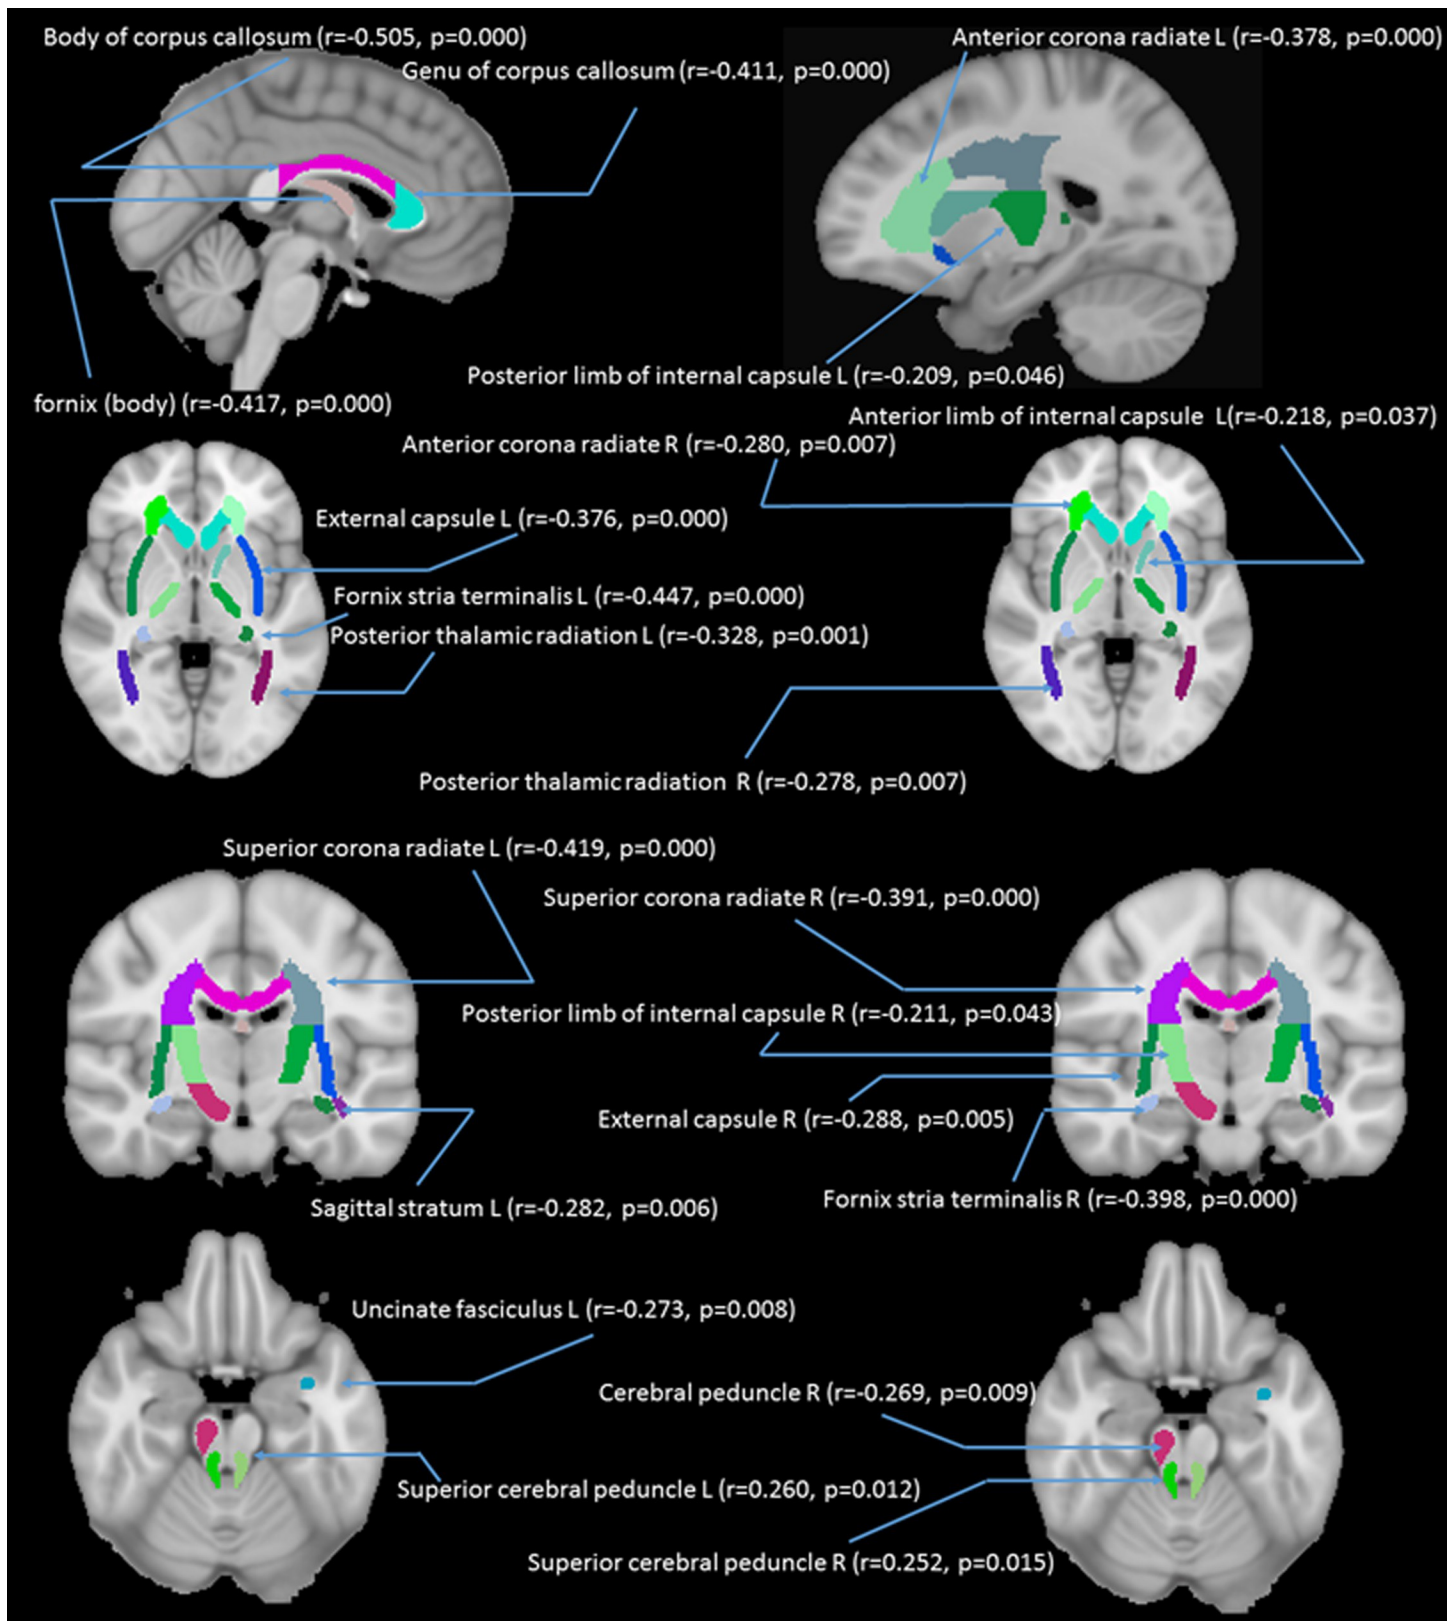 Body of corpus callosum (r=-0.505, p=0.000)
Anterior corona radiate L (r=-0.378, p=0.000)
Genu of corpus callosum (r=-0.411, p=0.000)
Posterior limb of internal capsule L (r=-0.209, p=0.046)
fornix (body) (r=-0.417, p=0.000)
Anterior limb of internal capsule L(r=-0.218, p=0.037)
Anterior corona radiate R (r=-0.280, p=0.007)
External capsule L (r=-0.376, p=0.000)
Fornix stria terminalis L (r=-0.447, p=0.000)
Posterior thalamic radiation L (r=-0.328, p=0.001)
Posterior thalamic radiation R (r=-0.278, p=0.007)
Superior corona radiate L (r=-0.419, p=0.000)
Superior corona radiate R (r=-0.391, p=0.000)
Posterior limb of internal capsule R (r=-0.211, p=0.043)
External capsule R (r=-0.288, p=0.005)
Fornix stria terminalis R (r=-0.398, p=0.000)
Sagittal stratum L (r=-0.282, p=0.006)
Uncinate fasciculus L (r=-0.273, p=0.008)
Cerebral peduncle R (r=-0.269, p=0.009)
Superior cerebral peduncle L (r=0.260, p=0.012)
Superior cerebral peduncle R (r=0.252, p=0.015)